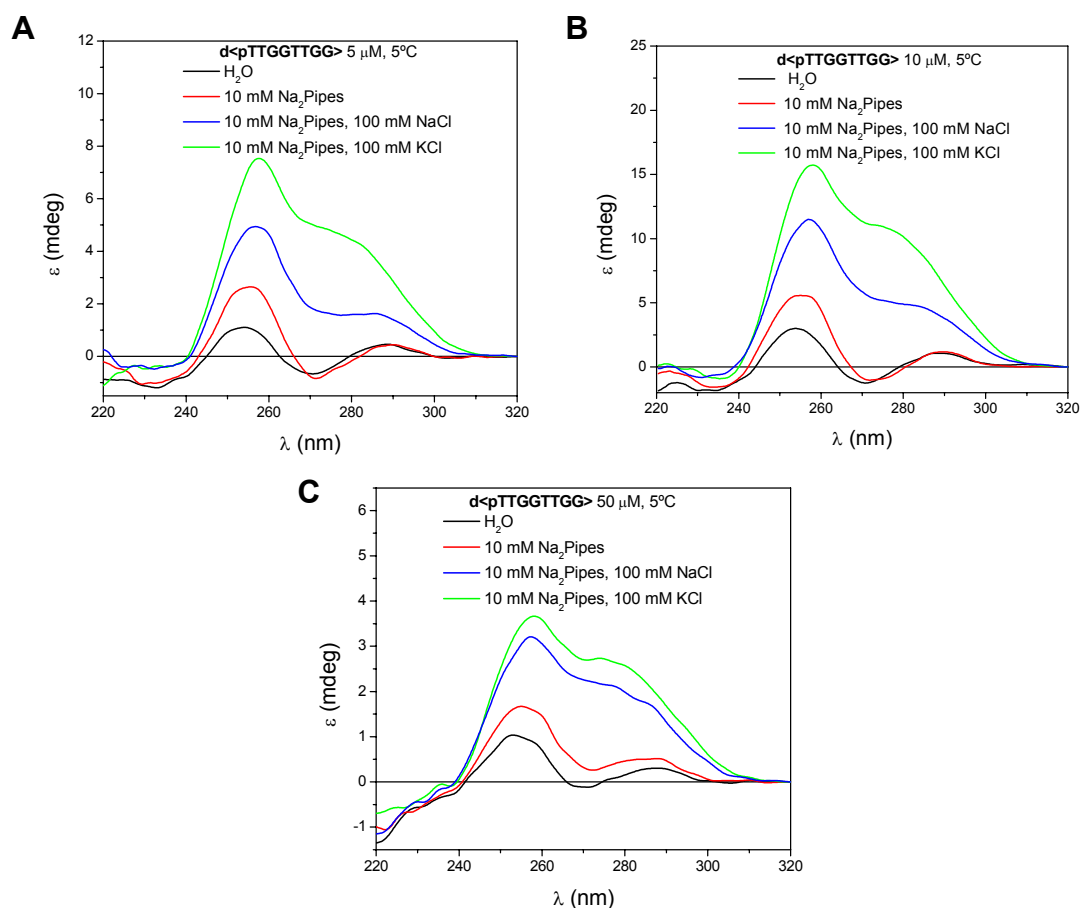 A
d<pTTGGTTGG> 5 μM, 5ºC
H₂O
10 mM Na₂Pipes
10 mM Na₂Pipes, 100 mM NaCl
10 mM Na₂Pipes, 100 mM KCl
12
10
8
6
4
2
0
ε (mdeg)
220 240 260 280 300 320
λ (nm)
B
d<pTTGGTTGG> 10 μM, 5ºC
H₂O
10 mM Na₂Pipes
10 mM Na₂Pipes, 100 mM NaCl
10 mM Na₂Pipes, 100 mM KCl
25
20
15
10
5
0
ε (mdeg)
220 240 260 280 300 320
λ (nm)
C
d<pTTGGTTGG> 50 μM, 5ºC
H₂O
10 mM Na₂Pipes
10 mM Na₂Pipes, 100 mM NaCl
10 mM Na₂Pipes, 100 mM KCl
6
5
4
3
2
1
0
-1
ε (mdeg)
220 240 260 280 300 320
λ (nm)